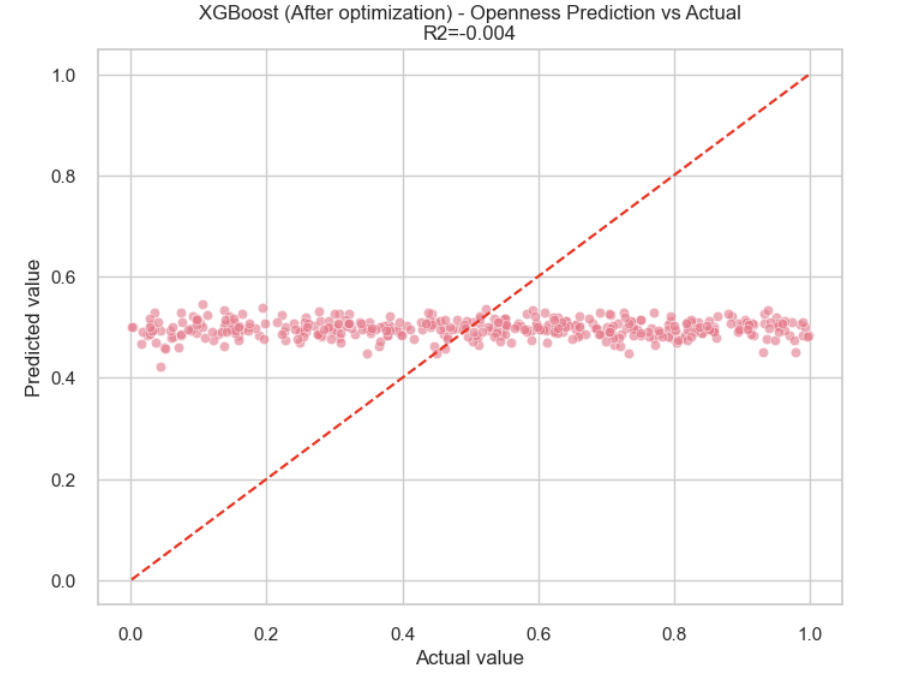 XGBoost (After optimization) - Openness Prediction vs Actual
R2=-0.004
1.0
0.8
0.6
0.4
0.2
0.0
Predicted value
0.0 0.2 0.4 0.6 0.8 1.0
Actual value